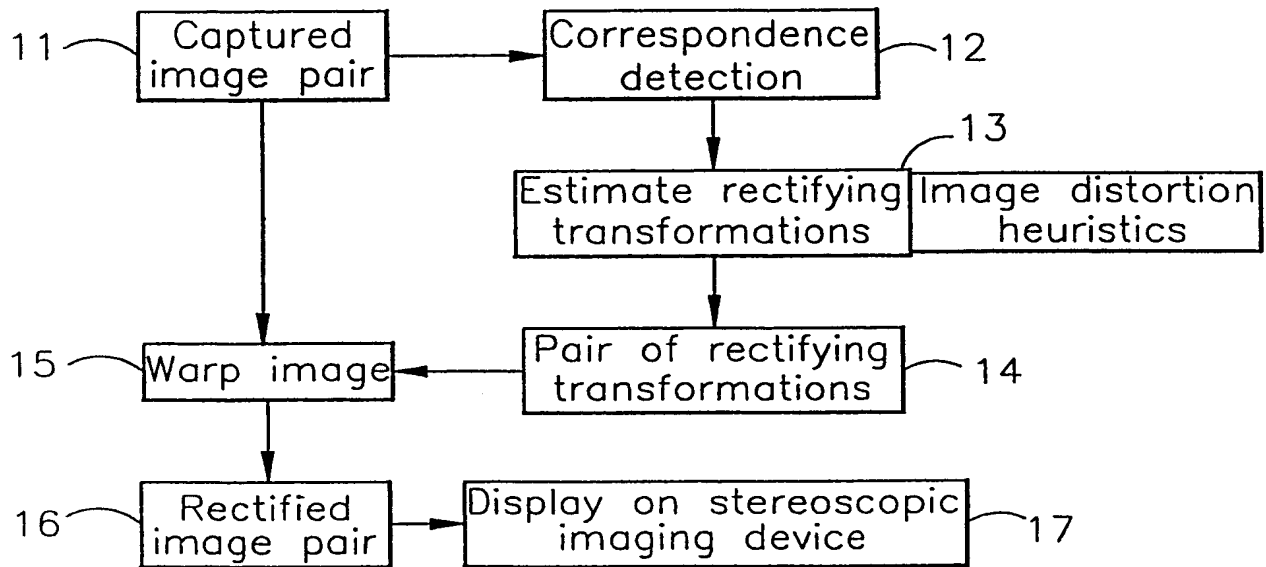 11
Captured
image pair
Correspondence
detection
12
13
Estimate rectifying
transformations
Image distortion
heuristics
15
Warp image
Pair of rectifying
transformations
14
16
Rectified
image pair
Display on stereoscopic
imaging device
17